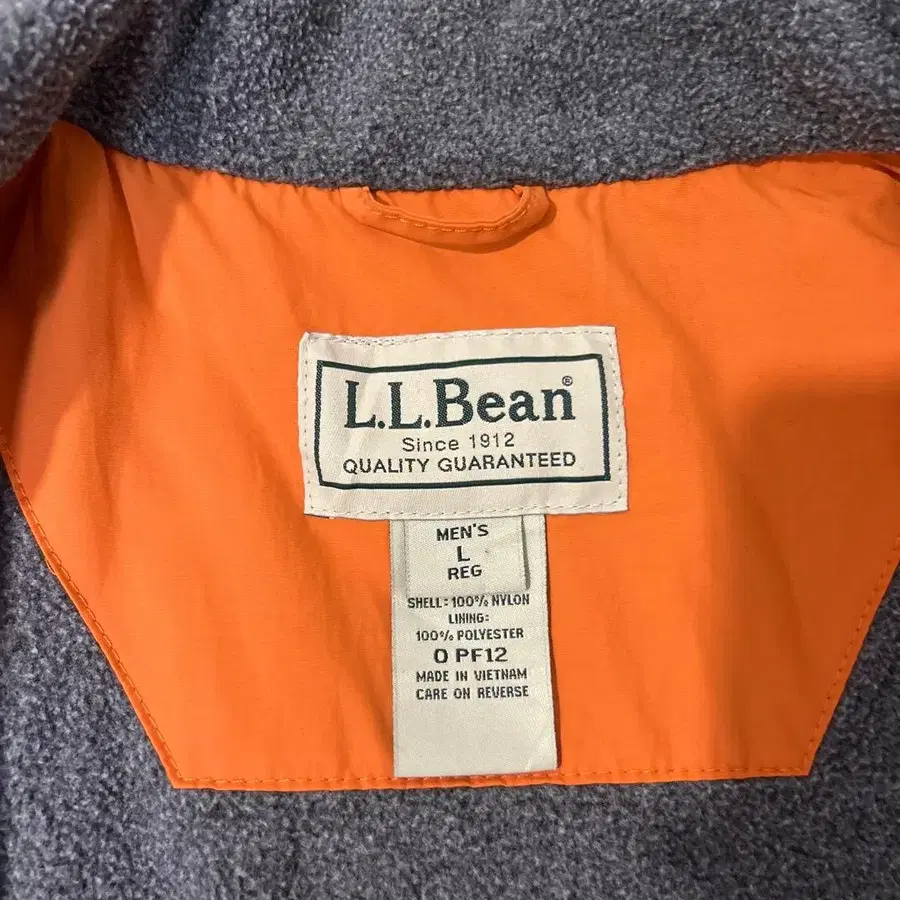 L.L.Bean®
Since 1912
QUALITY GUARANTEED
MEN'S
L
REG
SHELL: 100% NYLON
LINING:
100% POLYESTER
O PF12
MADE IN VIETNAM
CARE ON REVERSE